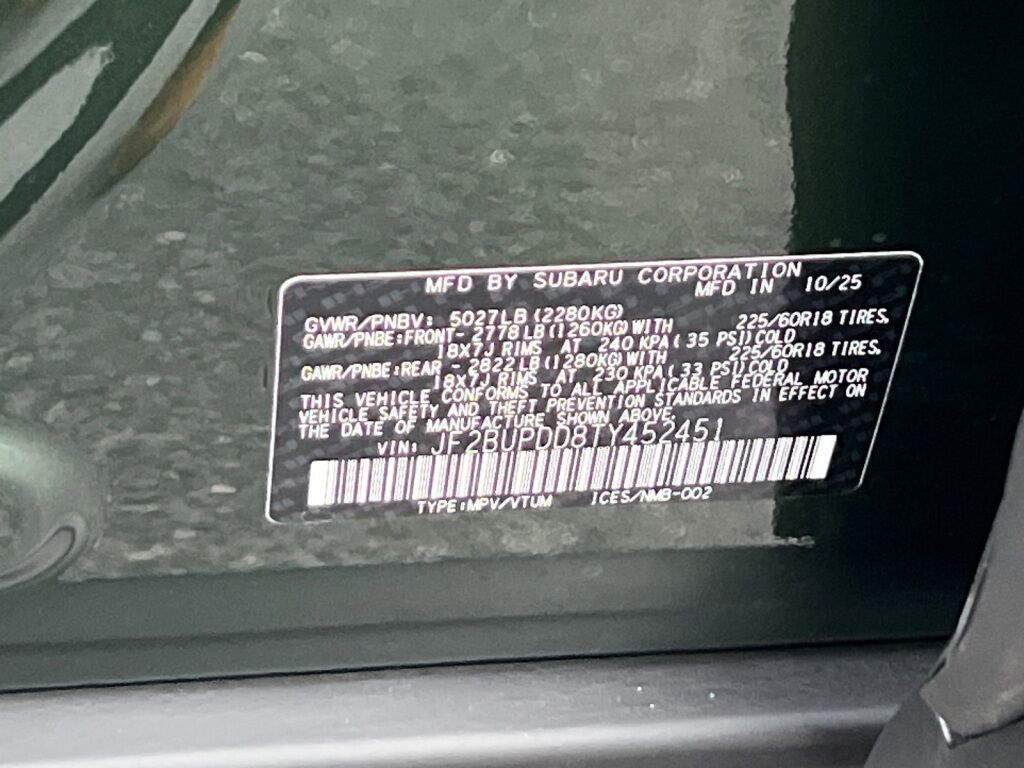 MFD BY SUBARU CORPORATION
MFD IN 10/25
GVWR/PNBV: 5027LB (2280KG)
GAWR/PNBE:FRONT- 2778LB(1260KG)WITH 225/60R18 TIRES,
18X7J RIMS AT 240 KPA( 35 PSI)COLD
GAWR/PNBE:REAR - 2822LB(1280KG)WITH 225/60R18 TIRES,
18X7J RIMS AT 230 KPA( 33 PSI)COLD
THIS VEHICLE CONFORMS TO ALL APPLICABLE FEDERAL MOTOR
VEHICLE SAFETY AND THEFT PREVENTION STANDARDS IN EFFECT ON
THE DATE OF MANUFACTURE SHOWN ABOVE.
VIN: JF2BUPDD8TY452451
TYPE:MPV/VTUM ICES/NMB-002